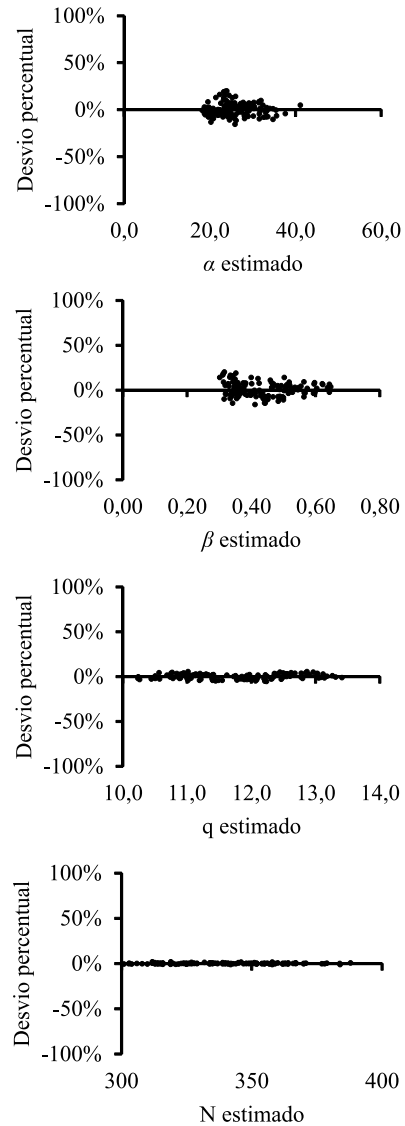 Desvio percentual
100%
50%
0%
-50%
-100%
0,0 20,0 40,0 60,0
α estimado
Desvio percentual
100%
50%
0%
-50%
-100%
0,00 0,20 0,40 0,60 0,80
β estimado
Desvio percentual
100%
50%
0%
-50%
-100%
10,0 11,0 12,0 13,0 14,0
q estimado
Desvio percentual
100%
50%
0%
-50%
-100%
300 350 400
N estimado